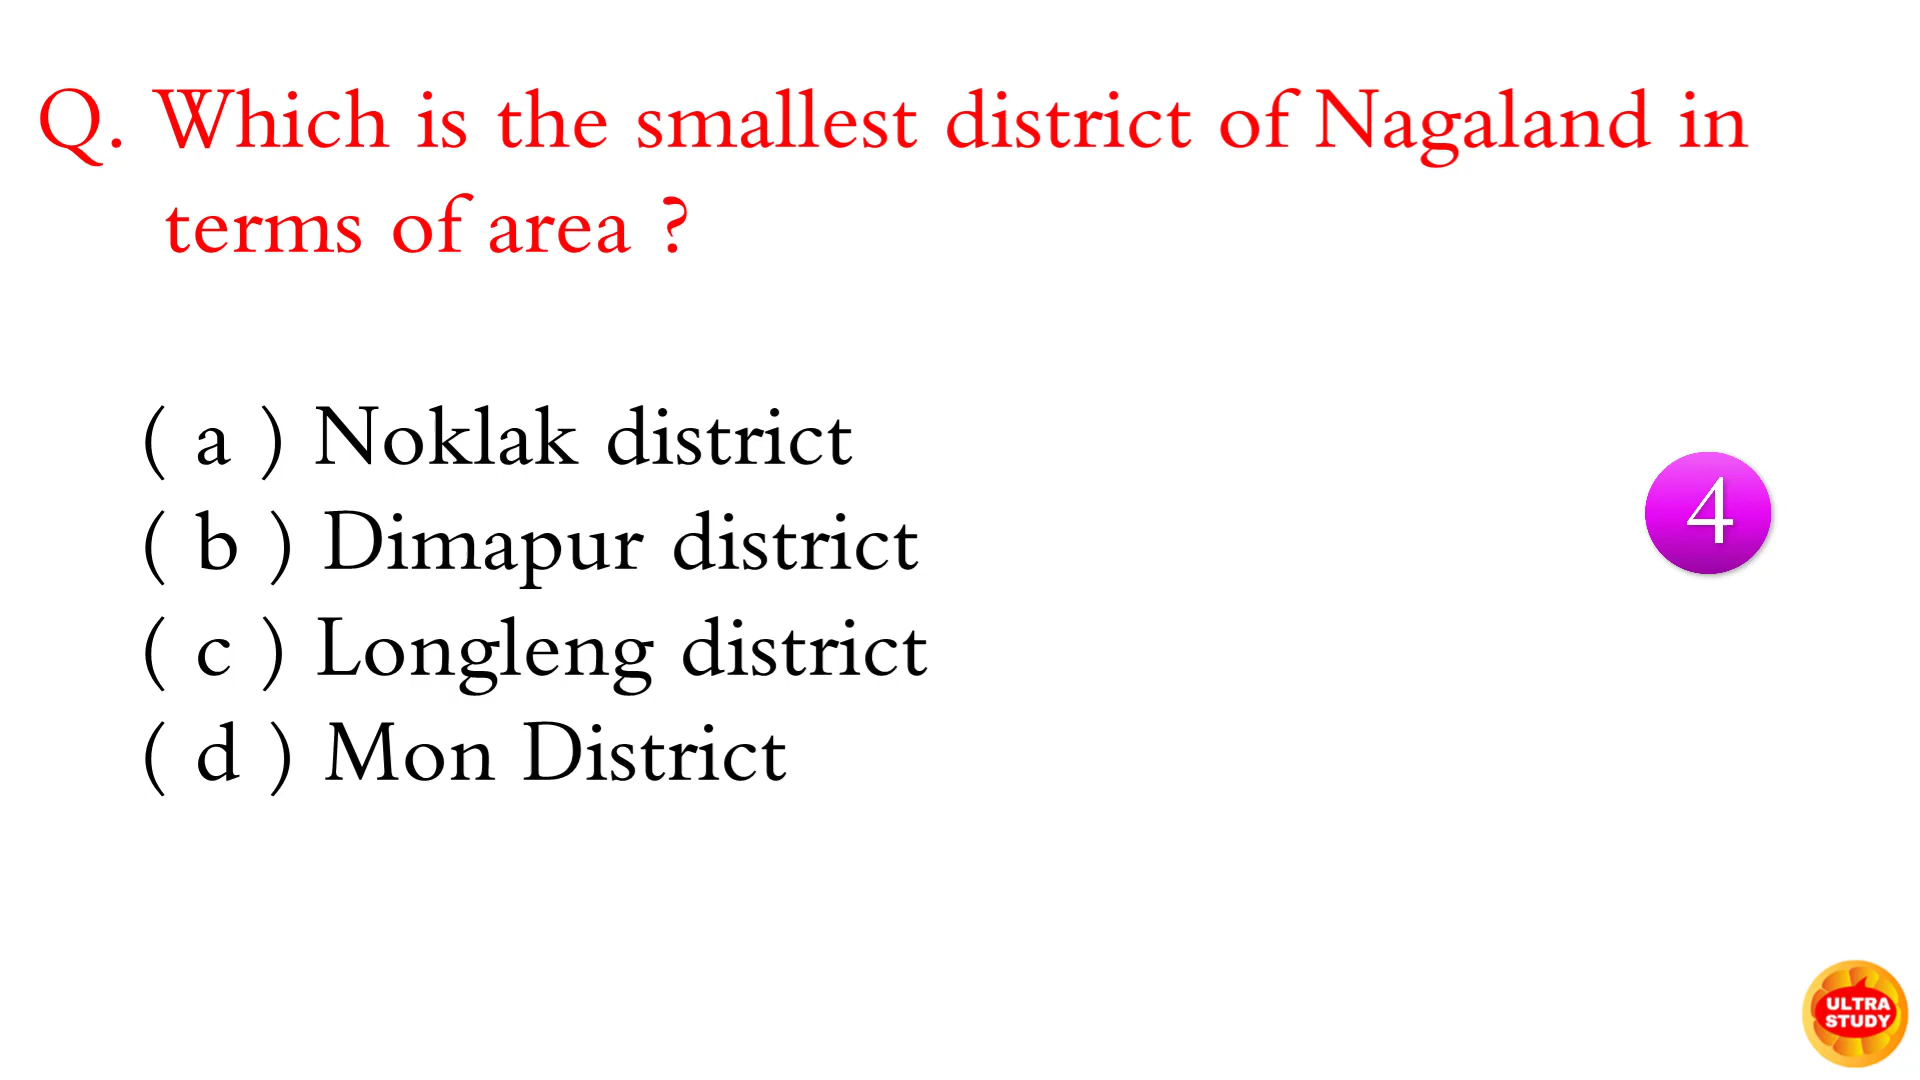 Q. Which is the smallest district of Nagaland in
terms of area ?
( a ) Noklak district
( b ) Dimapur district
( c ) Longleng district
( d ) Mon District
4
ULTRA
STUDY